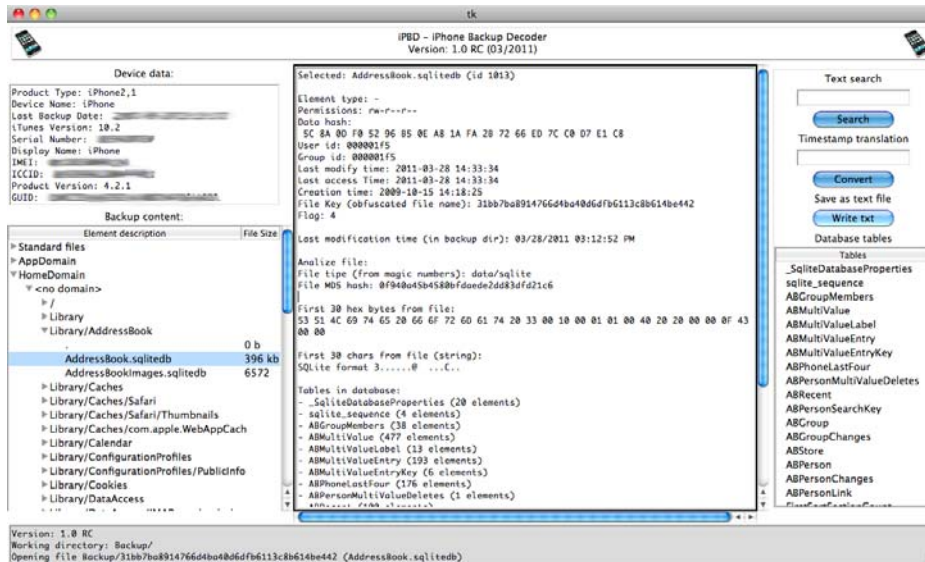 tk
iPBD - iPhone Backup Decoder
Version: 1.0 RC (03/2011)
Device data:
Product Type: iPhone2,1
Device Name: iPhone
Last Backup Date:
iTunes Version: 10.2
Serial Number:
Display Name: iPhone
IMEI:
ICCID:
Product Version: 4.2.1
GUID:
Backup content:
Element description File Size
Standard files
AppDomain
HomeDomain
<no domain>
/
Library
Library/AddressBook
. 0 b
AddressBook.sqlitedb 396 kb
AddressBookImages.sqlitedb 6572
Library/Caches
Library/Caches/Safari
Library/Caches/Safari/Thumbnails
Library/Caches/com.apple.WebAppCach
Library/Calendar
Library/ConfigurationProfiles
Library/ConfigurationProfiles/PublicInfo
Library/Cookies
Library/DataAccess
Selected: AddressBook.sqlitedb (id 1013)
Element type: -
Permissions: rw-r--r--
Data hash:
5C 8A 0D F0 52 96 B5 0E A8 1A FA 2B 72 66 ED 7C C0 D7 E1 C8
User id: 000001f5
Group id: 000001f5
Last modify time: 2011-03-28 14:33:34
Last access Time: 2011-03-28 14:33:34
Creation time: 2009-10-15 14:18:25
File Key (obfuscated file name): 31bb7ba8914766d4ba40d6dfb6113c8b614be442
Flag: 4
Last modification time (in backup dir): 03/28/2011 03:12:52 PM
Analize file:
File tipe (from magic numbers): data/sqlite
File MD5 hash: 0f940a45b4580bfdaede2dd83dfd21c6
First 30 hex bytes from file:
53 51 4C 69 74 65 20 66 6F 72 6D 61 74 20 33 00 10 00 01 01 00 40 20 20 00 00 0F 43
00 00
First 30 chars from file (string):
SQLite format 3......@  ...C..
Tables in database:
- _SqliteDatabaseProperties (20 elements)
- sqlite_sequence (4 elements)
- ABGroupMembers (38 elements)
- ABMultiValue (477 elements)
- ABMultiValueLabel (13 elements)
- ABMultiValueEntry (193 elements)
- ABMultiValueEntryKey (6 elements)
- ABPhoneLastFour (176 elements)
- ABPersonMultiValueDeletes (1 elements)
Text search
Search
Timestamp translation
Convert
Save as text file
Write txt
Database tables
Tables
_SqliteDatabaseProperties
sqlite_sequence
ABGroupMembers
ABMultiValue
ABMultiValueLabel
ABMultiValueEntry
ABMultiValueEntryKey
ABPhoneLastFour
ABPersonMultiValueDeletes
ABRecent
ABPersonSearchKey
ABGroup
ABGroupChanges
ABStore
ABPerson
ABPersonChanges
ABPersonLink
Version: 1.0 RC
Working directory: Backup/
Opening file Backup/31bb7ba8914766d4ba40d6dfb6113c8b614be442 (AddressBook.sqlitedb)